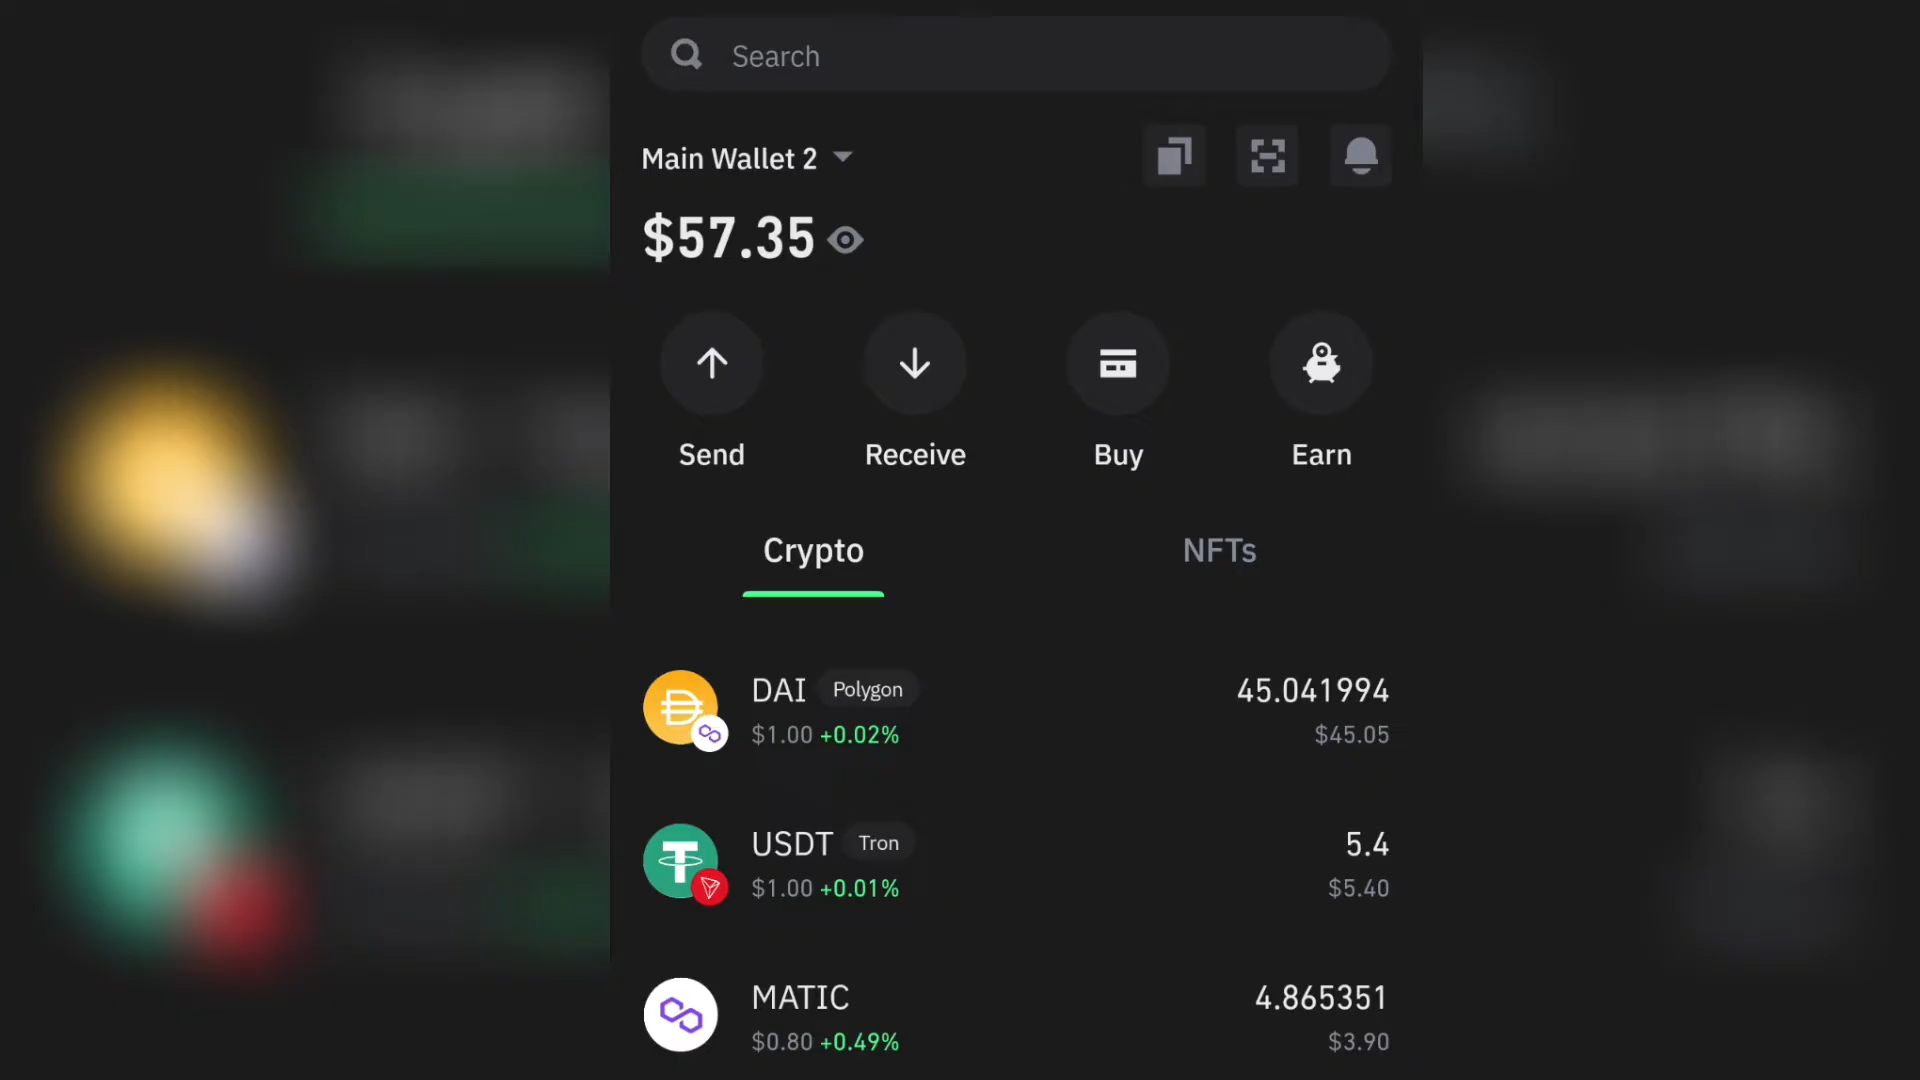 Search
Main Wallet 2
$57.35
Send Receive Buy Earn
Crypto NFTs
DAI Polygon 45.041994
$1.00 +0.02% $45.05
USDT Tron 5.4
$1.00 +0.01% $5.40
MATIC 4.865351
$0.80 +0.49% $3.90